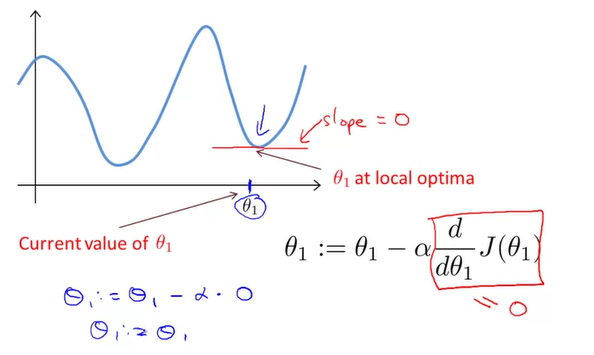 slope = 0
θ₁ at local optima
θ₁
Current value of θ₁
θ₁ := θ₁ − α d/dθ₁ J(θ₁)
= 0
θ₁ := θ₁ − α · 0
θ₁ := θ₁